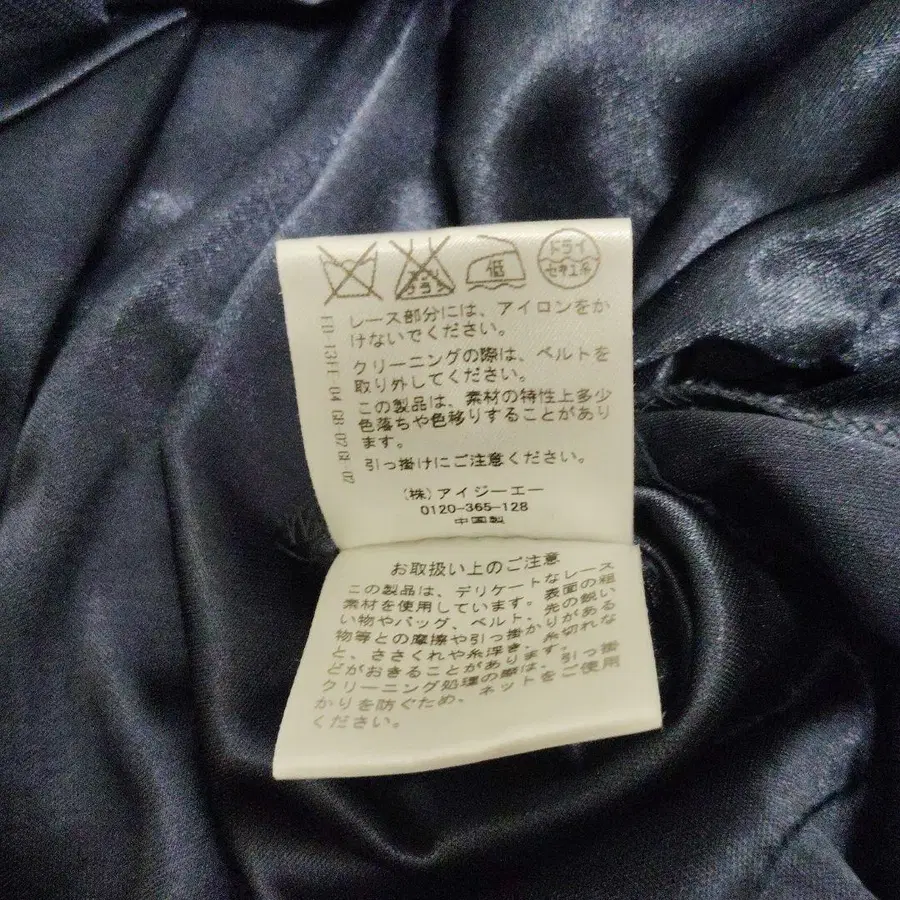 エンソ
サラシ
低
ドライ
セキユ系
レース部分には、アイロンをか
けないでください。
クリーニングの際は、ベルトを
取り外してください。
この製品は、素材の特性上多少
色落ちや色移りすることがあり
ます。
引っ掛けにご注意ください。
(株)アイジーエー
0120-365-128
中国製
お取扱い上のご注意
この製品は、デリケートなレース
素材を使用しています。表面の粗
い物やバッグ、ベルト、先の鋭い
物等との摩擦や引っ掛かりがある
と、ささくれや糸浮き、糸切れな
どがおきることがあります。
クリーニング処理の際は、引っ掛
かりを防ぐため、ネットをご使用
ください。